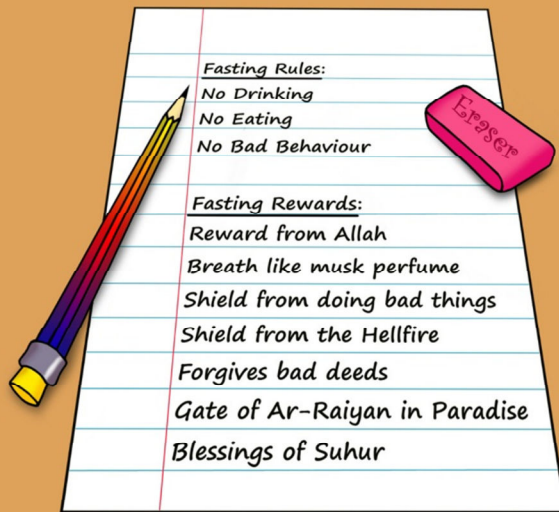 Fasting Rules:
No Drinking
No Eating
No Bad Behaviour
Eraser
Fasting Rewards:
Reward from Allah
Breath like musk perfume
Shield from doing bad things
Shield from the Hellfire
Forgives bad deeds
Gate of Ar-Raiyan in Paradise
Blessings of Suhur